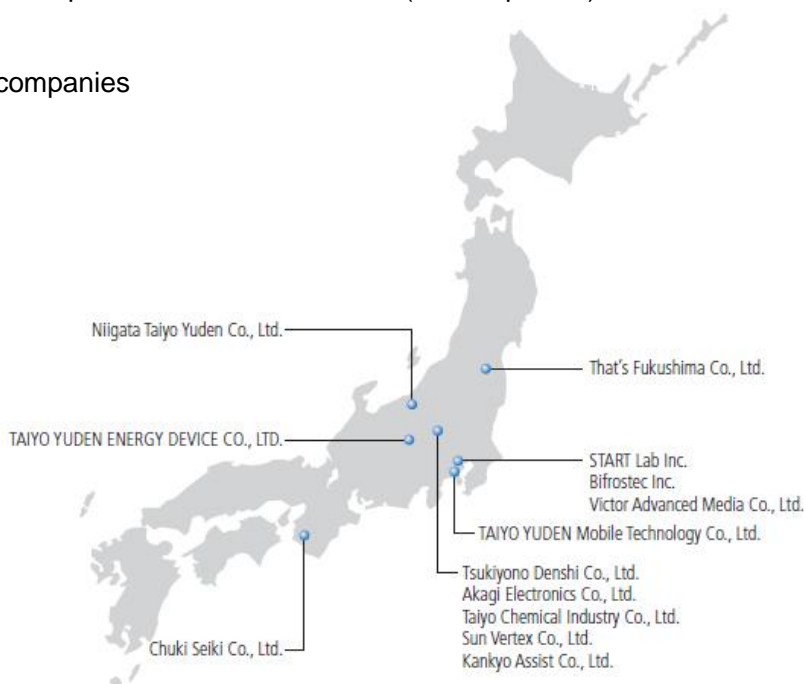 companies
Niigata Taiyo Yuden Co., Ltd.
That's Fukushima Co., Ltd.
TAIYO YUDEN ENERGY DEVICE CO., LTD.
START Lab Inc.
Bifrostec Inc.
Victor Advanced Media Co., Ltd.
TAIYO YUDEN Mobile Technology Co., Ltd.
Tsukiyono Denshi Co., Ltd.
Akagi Electronics Co., Ltd.
Taiyo Chemical Industry Co., Ltd.
Sun Vertex Co., Ltd.
Kankyo Assist Co., Ltd.
Chuki Seiki Co., Ltd.